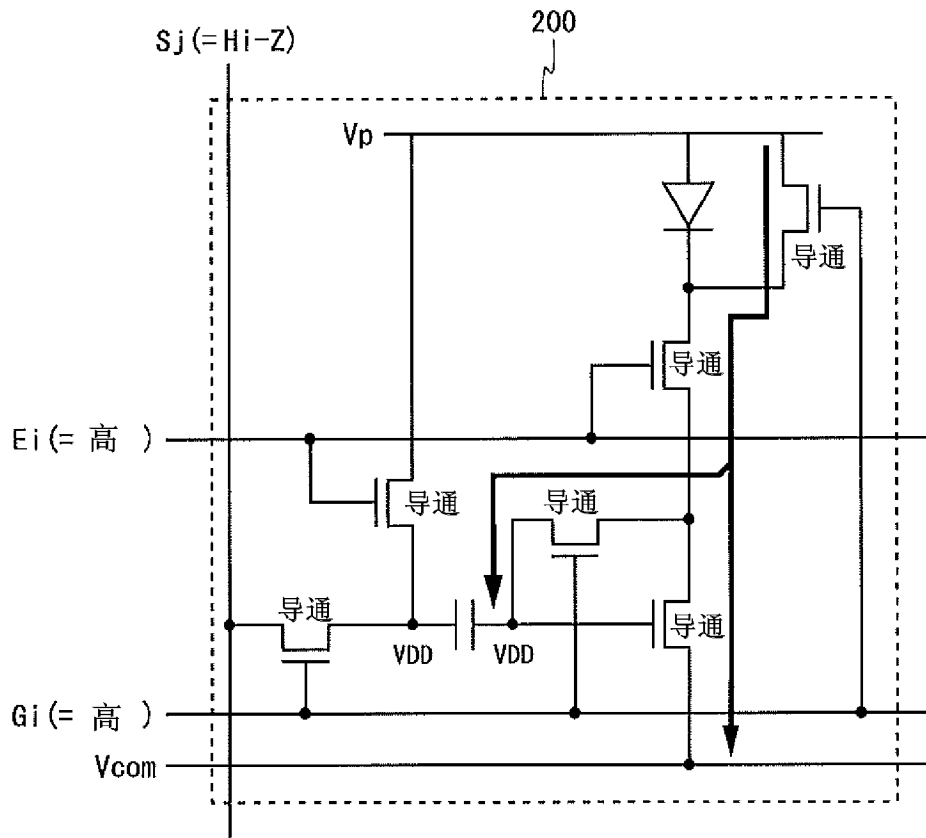 200
Sj(=Hi-Z)
Vp
导通
导通
Ei(= 高 )
导通
导通
导通
导通
VDD
VDD
Gi(= 高 )
Vcom